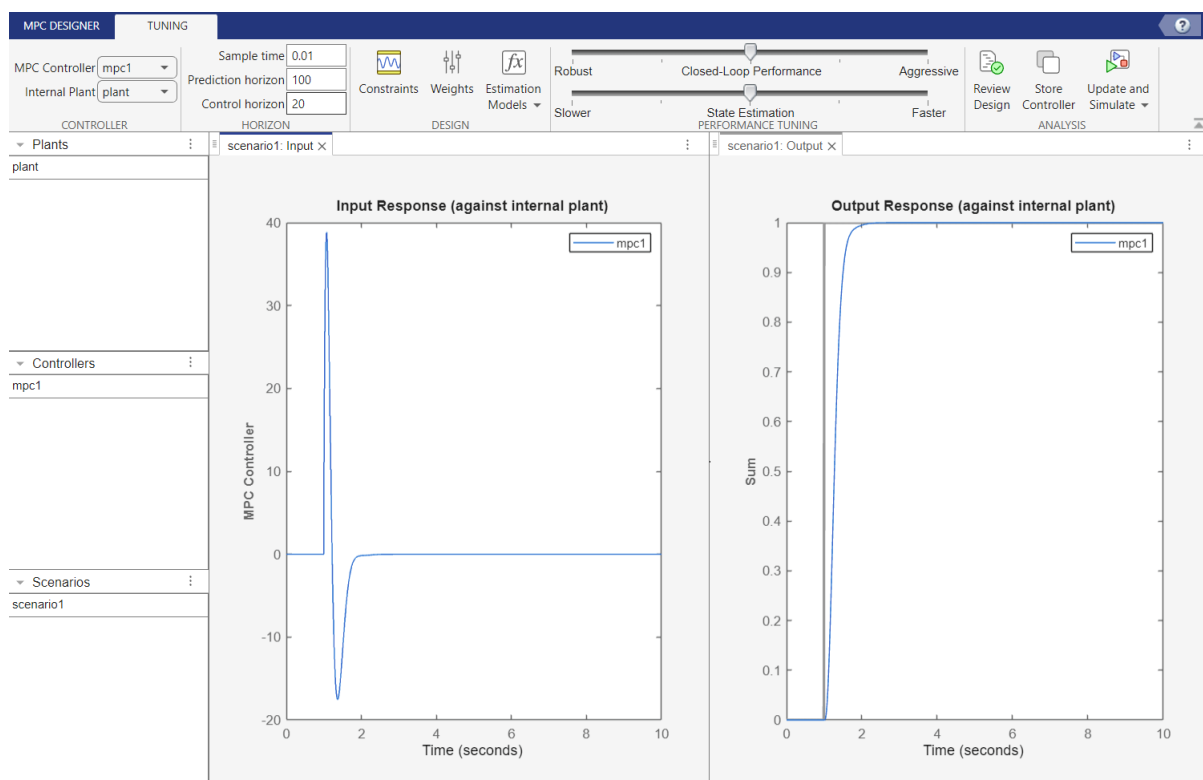 MPC DESIGNER TUNING ?
MPC Controller mpc1
Internal Plant plant
CONTROLLER
Sample time 0.01
Prediction horizon 100
Control horizon 20
HORIZON
Constraints Weights fx Estimation
Models
DESIGN
Robust Closed-Loop Performance Aggressive
Slower State Estimation Faster
PERFORMANCE TUNING
Review
Design
Store
Controller
Update and
Simulate
ANALYSIS
Plants
plant
Controllers
mpc1
Scenarios
scenario1
scenario1: Input
Input Response (against internal plant)
mpc1
MPC Controller
40
30
20
10
0
-10
-20
0 2 4 6 8 10
Time (seconds)
scenario1: Output
Output Response (against internal plant)
mpc1
Sum
1
0.9
0.8
0.7
0.6
0.5
0.4
0.3
0.2
0.1
0
0 2 4 6 8 10
Time (seconds)